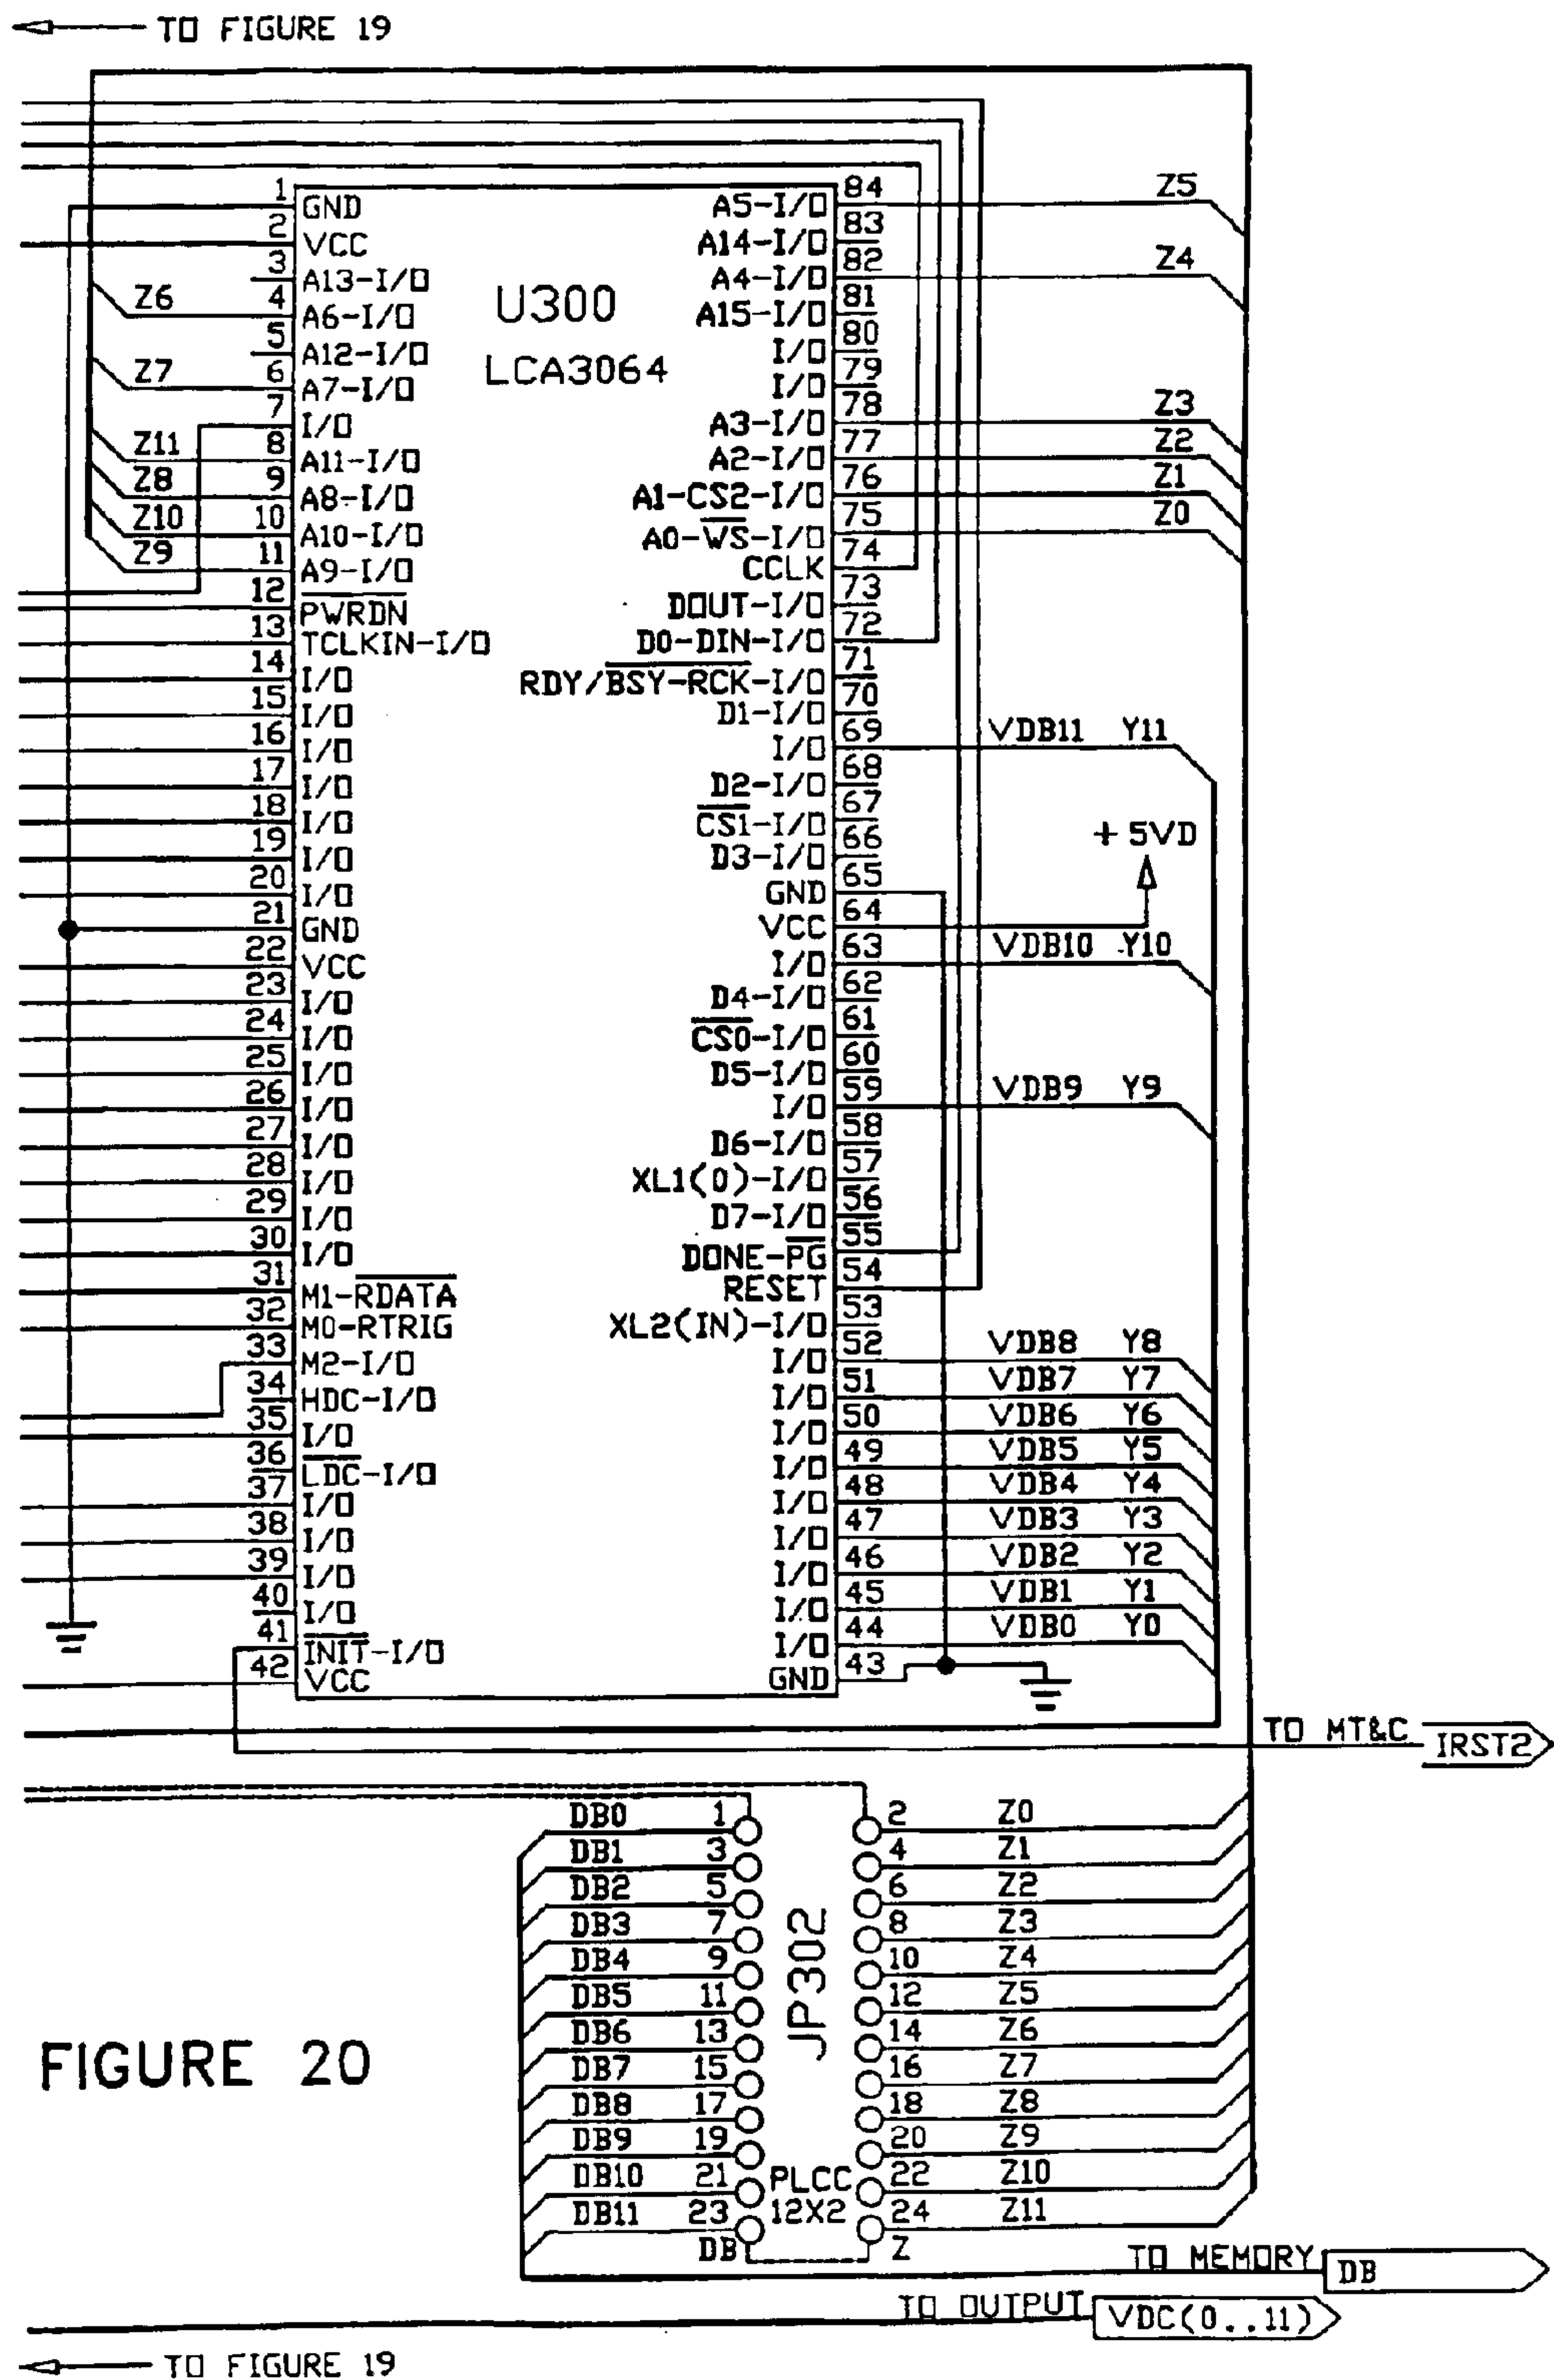 TO FIGURE 19
1 GND
2 VCC
3 A13-I/O
Z6 4 A6-I/O
5 A12-I/O
Z7 6 A7-I/O
7 I/O
Z11 8 A11-I/O
Z8 9 A8-I/O
Z10 10 A10-I/O
Z9 11 A9-I/O
12 PWRDN
13 TCLKIN-I/O
14 I/O
15 I/O
16 I/O
17 I/O
18 I/O
19 I/O
20 I/O
21 GND
22 VCC
23 I/O
24 I/O
25 I/O
26 I/O
27 I/O
28 I/O
29 I/O
30 I/O
31 M1-RDATA
32 M0-RTRIG
33 M2-I/O
34 HDC-I/O
35 I/O
36 LDC-I/O
37 I/O
38 I/O
39 I/O
40 I/O
41 INIT-I/O
42 VCC
U300
LCA3064
A5-I/O 84 Z5
A14-I/O 83
A4-I/O 82 Z4
A15-I/O 81
I/O 80
I/O 79
A3-I/O 78 Z3
A2-I/O 77 Z2
A1-CS2-I/O 76 Z1
A0-WS-I/O 75 Z0
CCLK 74
DOUT-I/O 73
D0-DIN-I/O 72
RDY/BSY-RCK-I/O 71
D1-I/O 70
I/O 69 VDB11 Y11
D2-I/O 68
CS1-I/O 67
D3-I/O 66
+5VD
GND 65
VCC 64
I/O 63 VDB10 Y10
D4-I/O 62
CS0-I/O 61
D5-I/O 60
I/O 59 VDB9 Y9
D6-I/O 58
XL1(0)-I/O 57
D7-I/O 56
DONE-PG 55
RESET 54
XL2(IN)-I/O 53
I/O 52 VDB8 Y8
I/O 51 VDB7 Y7
I/O 50 VDB6 Y6
I/O 49 VDB5 Y5
I/O 48 VDB4 Y4
I/O 47 VDB3 Y3
I/O 46 VDB2 Y2
I/O 45 VDB1 Y1
I/O 44 VDB0 Y0
GND 43
TO MT&C IRST2
DB0 1 2 Z0
DB1 3 4 Z1
DB2 5 6 Z2
DB3 7 8 Z3
DB4 9 10 Z4
DB5 11 12 Z5
DB6 13 14 Z6
DB7 15 16 Z7
DB8 17 18 Z8
DB9 19 20 Z9
DB10 21 22 Z10
DB11 23 24 Z11
JP302
PLCC
12X2
DB Z
FIGURE 20
TO MEMORY DB
TO OUTPUT VDC(0..11)
TO FIGURE 19